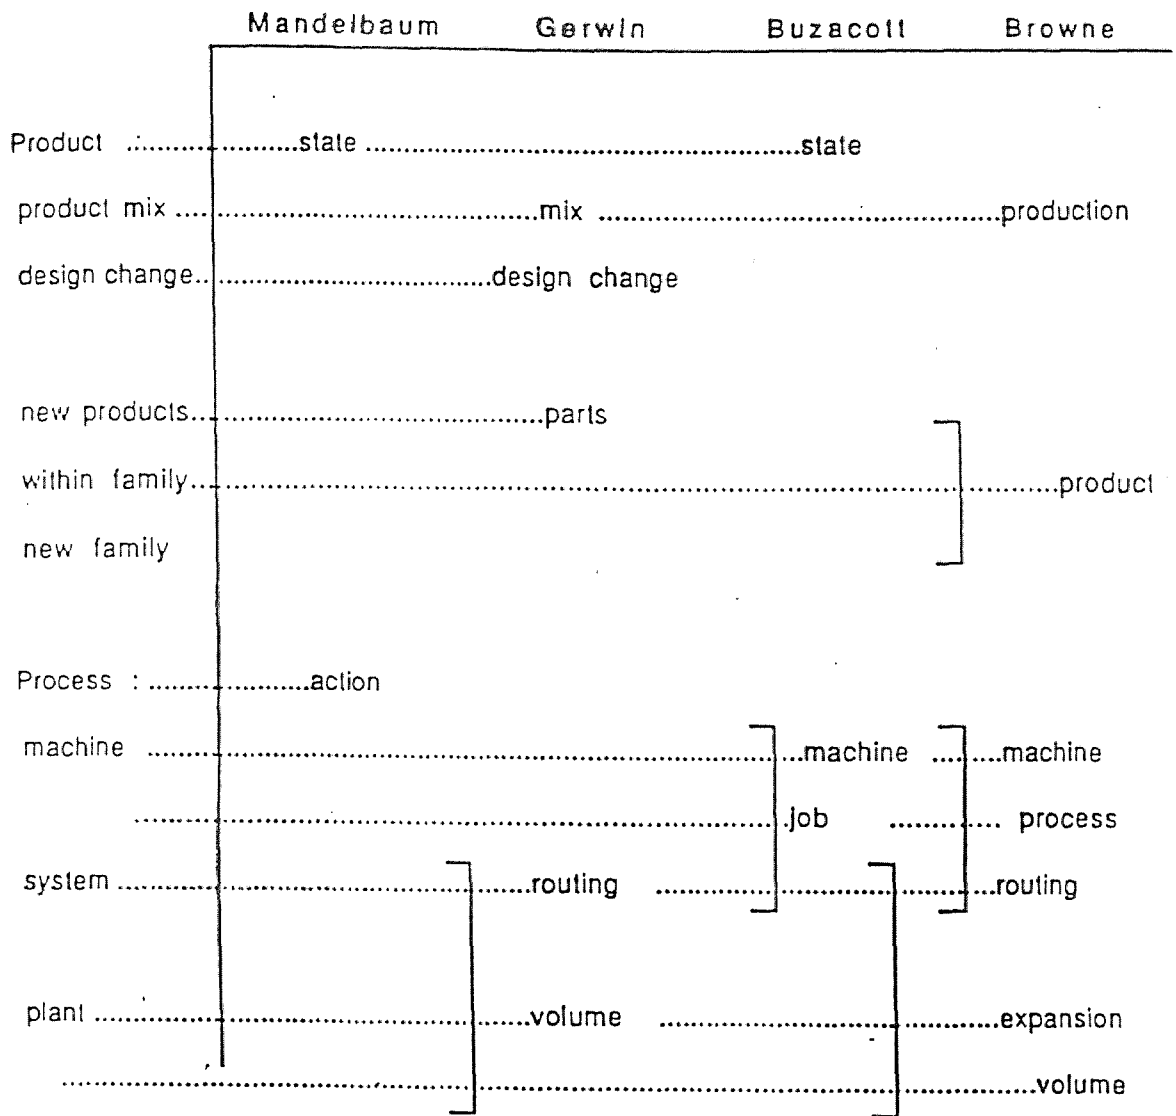 Mandelbaum Gerwin Buzacott Browne
Product :....................state ..........................................................state
product mix ..................................................mix .......................................................production
design change.........................................design change
new products.................................................parts
within family........................................................................................................................product
new family
Process : ......................action
machine ..............................................................................machine ..........machine
.............................................................................job .............. process
system ....................................................routing ..........................................routing
plant .......................................................volume ..........................................expansion
....................................................................................................................volume